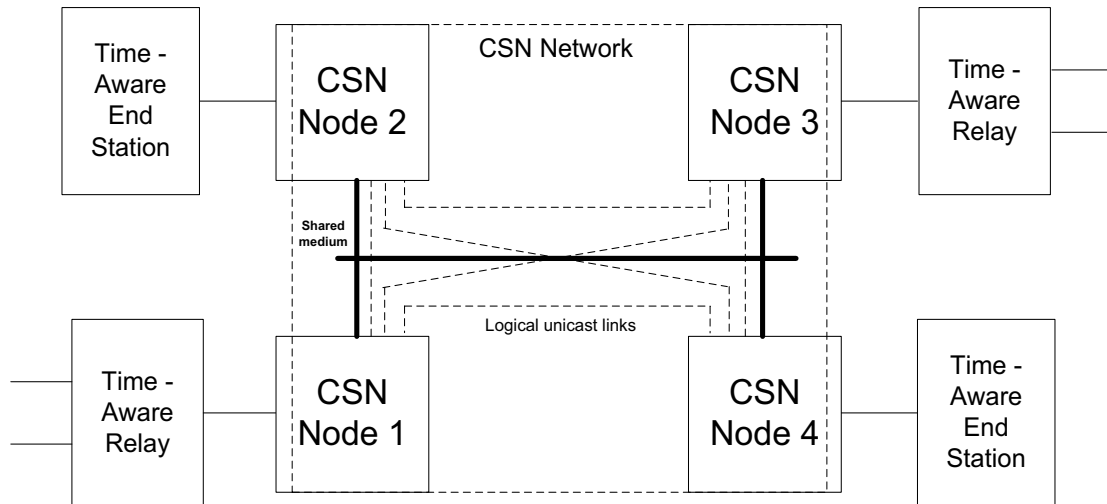 Time -
Aware
End
Station
CSN
Node 2
CSN Network
CSN
Node 3
Time -
Aware
Relay
Shared
medium
Logical unicast links
Time -
Aware
Relay
CSN
Node 1
CSN
Node 4
Time -
Aware
End
Station